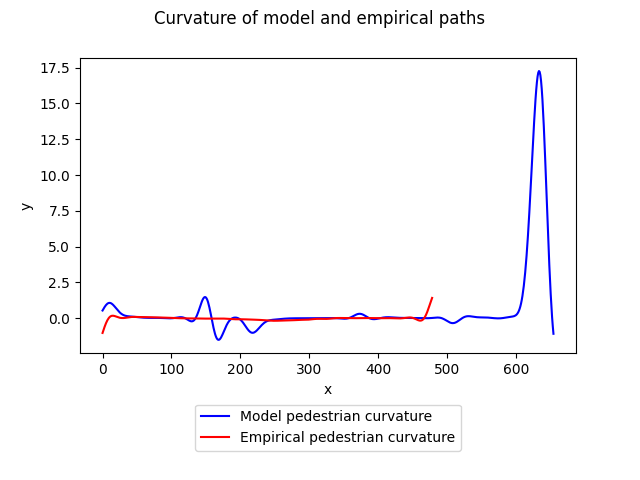 Curvature of model and empirical paths
17.5
15.0
12.5
10.0
7.5
5.0
2.5
0.0
y
0 100 200 300 400 500 600
x
Model pedestrian curvature
Empirical pedestrian curvature